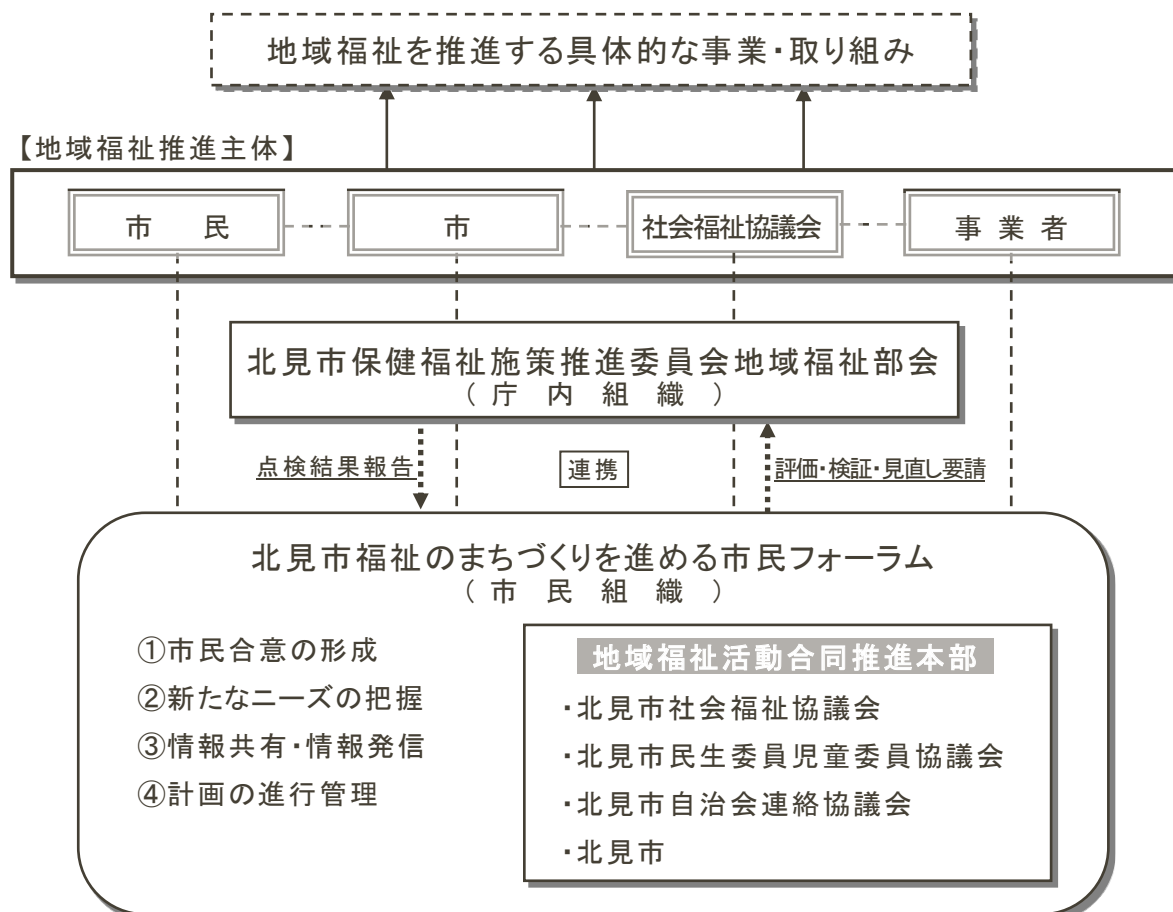 地域福祉を推進する具体的な事業・取り組み
【地域福祉推進主体】
市　民
市
社会福祉協議会
事業者
北見市保健福祉施策推進委員会地域福祉部会
（庁内組織）
点検結果報告
連携
評価・検証・見直し要請
北見市福祉のまちづくりを進める市民フォーラム
（市民組織）
①市民合意の形成
②新たなニーズの把握
③情報共有・情報発信
④計画の進行管理
地域福祉活動合同推進本部
・北見市社会福祉協議会
・北見市民生委員児童委員協議会
・北見市自治会連絡協議会
・北見市